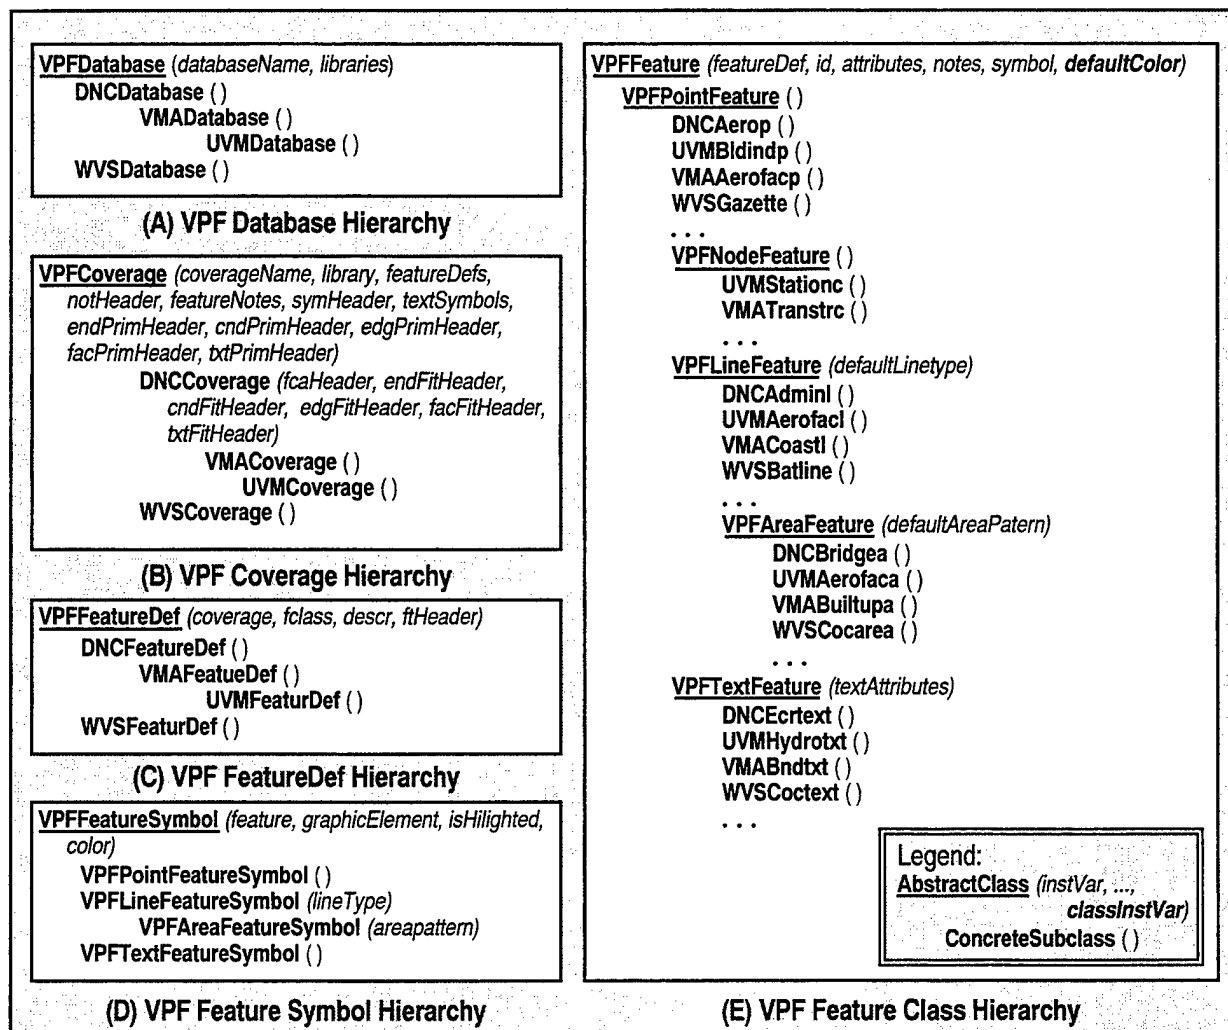 VPFDatabase (databaseName, libraries)
DNCDatabase ( )
VMADatabase ( )
UVMDatabase ( )
WVSDatabase ( )
(A) VPF Database Hierarchy
VPFCoverage (coverageName, library, featureDefs,
notHeader, featureNotes, symHeader, textSymbols,
endPrimHeader, cndPrimHeader, edgPrimHeader,
facPrimHeader, txtPrimHeader)
DNCCoverage (fcaHeader, endFitHeader,
cndFitHeader, edgFitHeader, facFitHeader,
txtFitHeader)
VMACoverage ( )
UVMCoverage ( )
WVSCoverage ( )
(B) VPF Coverage Hierarchy
VPFFeatureDef (coverage, fclass, descr, ftHeader)
DNCFeatureDef ( )
VMAFeatueDef ( )
UVMFeaturDef ( )
WVSFeaturDef ( )
(C) VPF FeatureDef Hierarchy
VPFFeatureSymbol (feature, graphicElement, isHilighted,
color)
VPFPointFeatureSymbol ( )
VPFLineFeatureSymbol (lineType)
VPFAreaFeatureSymbol (areapattern)
VPFTextFeatureSymbol ( )
(D) VPF Feature Symbol Hierarchy
VPFFeature (featureDef, id, attributes, notes, symbol, defaultColor)
VPFPointFeature ( )
DNCAerop ( )
UVMBldindp ( )
VMAAerofacp ( )
WVSGazette ( )
. . .
VPFNodeFeature ( )
UVMStationc ( )
VMATranstrc ( )
. . .
VPFLineFeature (defaultLinetype)
DNCAdminl ( )
UVMAerofacl ( )
VMACoastl ( )
WVSBatline ( )
. . .
VPFAreaFeature (defaultAreaPatern)
DNCBridgea ( )
UVMAerofaca ( )
VMABuiltupa ( )
WVSCocarea ( )
. . .
VPFTextFeature (textAttributes)
DNCEcrtext ( )
UVMHydrotxt ( )
VMABndtxt ( )
WVSCoctext ( )
. . .
Legend:
AbstractClass (instVar, ...,
classInstVar)
ConcreteSubclass ( )
(E) VPF Feature Class Hierarchy